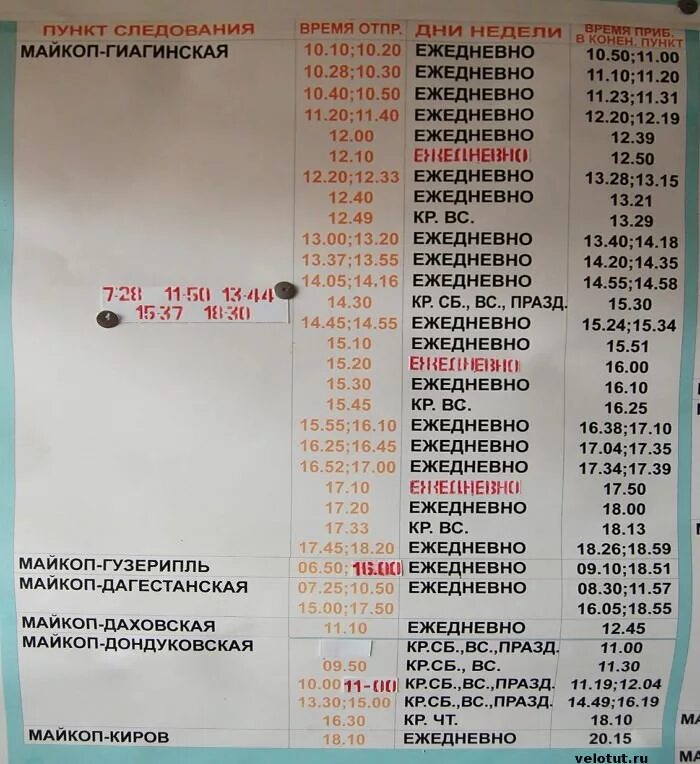 ПУНКТ СЛЕДОВАНИЯ ВРЕМЯ ОТПР. ДНИ НЕДЕЛИ ВРЕМЯ ПРИБ. В КОНЕН. ПУНКТ
МАЙКОП-ГИАГИНСКАЯ 10.10;10.20 ЕЖЕДНЕВНО 10.50;11.00
10.28;10.30 ЕЖЕДНЕВНО 11.10;11.20
10.40;10.50 ЕЖЕДНЕВНО 11.23;11.31
11.20;11.40 ЕЖЕДНЕВНО 12.20;12.19
12.00 ЕЖЕДНЕВНО 12.39
12.10 ЕЖЕДНЕВНО 12.50
12.20;12.33 ЕЖЕДНЕВНО 13.28;13.15
12.40 ЕЖЕДНЕВНО 13.21
12.49 КР. ВС. 13.29
13.00;13.20 ЕЖЕДНЕВНО 13.40;14.18
13.37;13.55 ЕЖЕДНЕВНО 14.20;14.35
14.05;14.16 ЕЖЕДНЕВНО 14.55;14.58
7-28 11-50 13-44 14.30 КР. СБ., ВС., ПРАЗД. 15.30
15-37 18-30 14.45;14.55 ЕЖЕДНЕВНО 15.24;15.34
15.10 ЕЖЕДНЕВНО 15.51
15.20 ЕЖЕДНЕВНО 16.00
15.30 ЕЖЕДНЕВНО 16.10
15.45 КР. ВС. 16.25
15.55;16.10 ЕЖЕДНЕВНО 16.38;17.10
16.25;16.45 ЕЖЕДНЕВНО 17.04;17.35
16.52;17.00 ЕЖЕДНЕВНО 17.34;17.39
17.10 ЕЖЕДНЕВНО 17.50
17.20 ЕЖЕДНЕВНО 18.00
17.33 КР. ВС. 18.13
17.45;18.20 ЕЖЕДНЕВНО 18.26;18.59
МАЙКОП-ГУЗЕРИПЛЬ 06.50; 16.00 ЕЖЕДНЕВНО 09.10;18.51
МАЙКОП-ДАГЕСТАНСКАЯ 07.25;10.50 ЕЖЕДНЕВНО 08.30;11.57
15.00;17.50 16.05;18.55
МАЙКОП-ДАХОВСКАЯ 11.10 ЕЖЕДНЕВНО 12.45
МАЙКОП-ДОНДУКОВСКАЯ КР.СБ.,ВС.,ПРАЗД. 11.00
09.50 КР.СБ., ВС. 11.30
10.00 11-00 КР.СБ.,ВС.,ПРАЗД. 11.19;12.04
13.30;15.00 КР.СБ.,ВС.,ПРАЗД. 14.49;16.19
16.30 КР. ЧТ. 18.10
МАЙКОП-КИРОВ 18.10 ЕЖЕДНЕВНО 20.15
velotut.ru